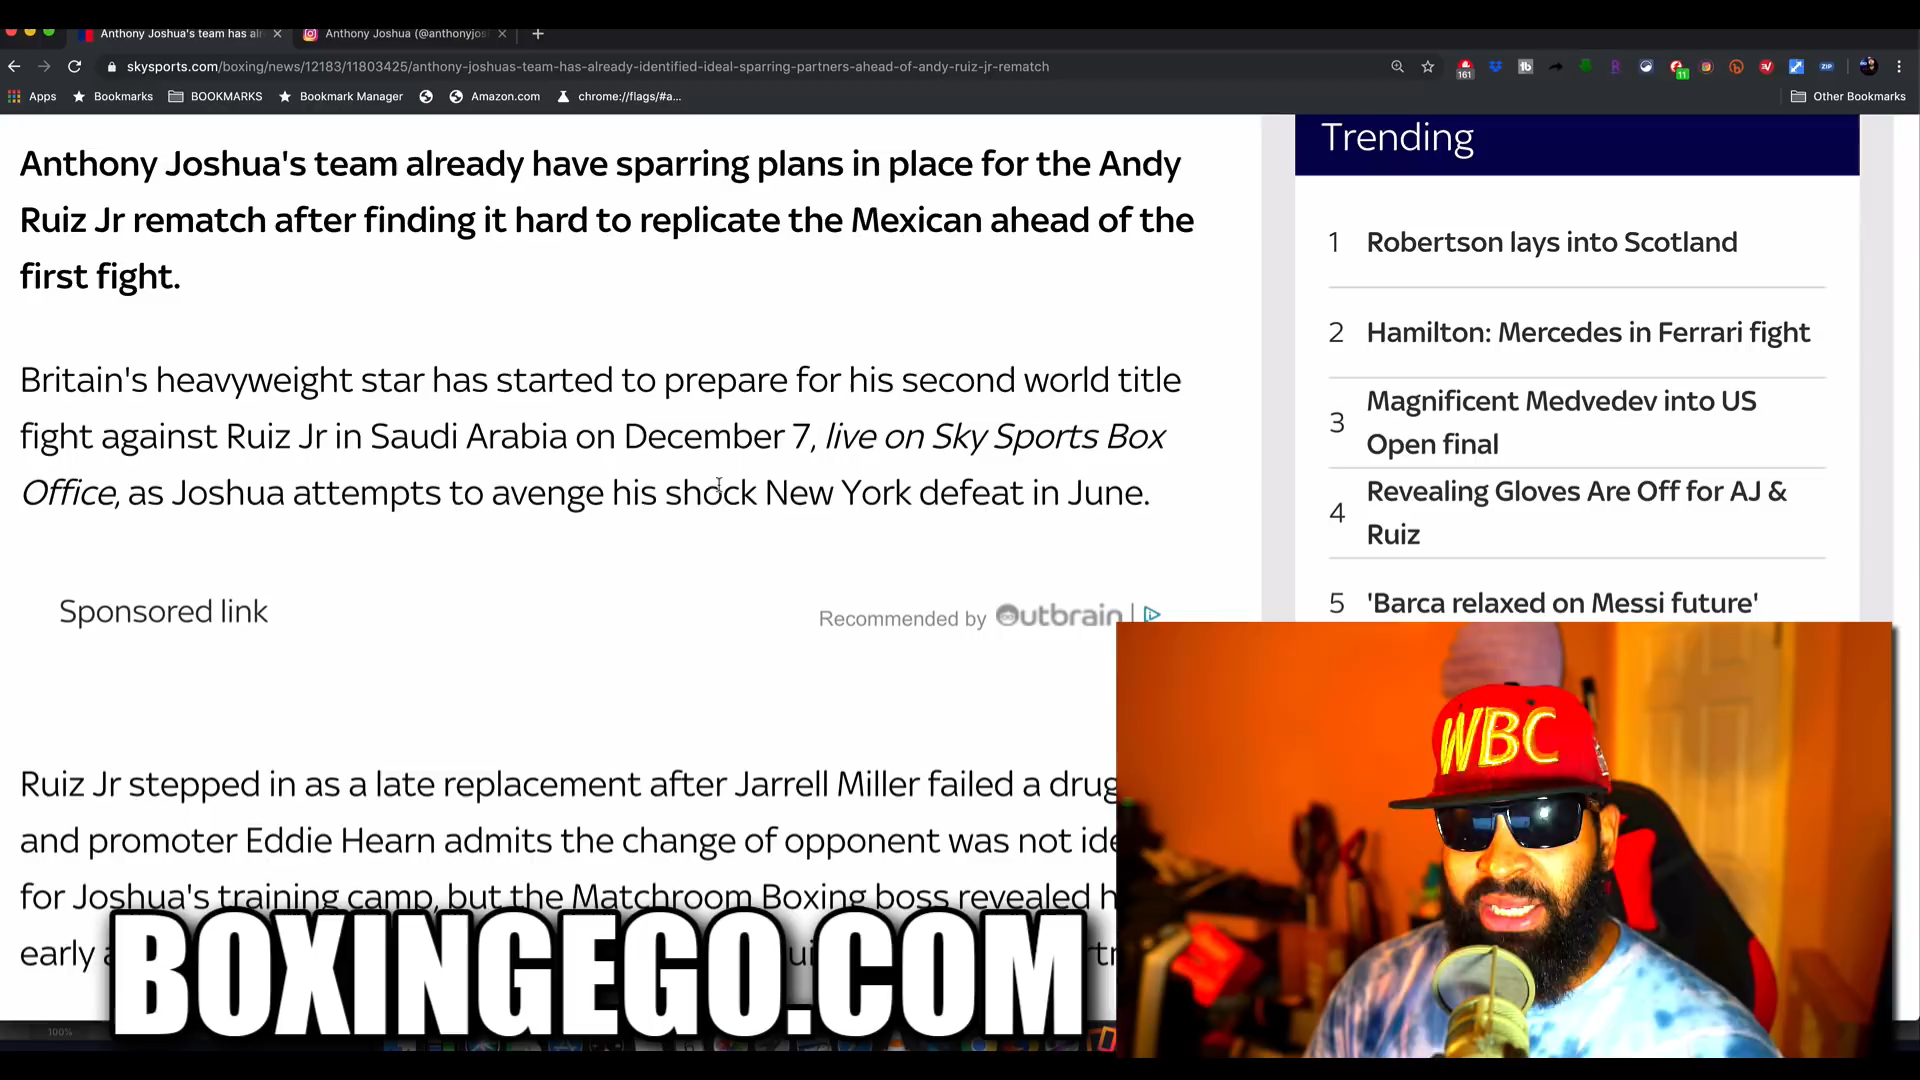 Anthony Joshua's team has al
Anthony Joshua (@anthonyjos
skysports.com/boxing/news/12183/11803425/anthony-joshuas-team-has-already-identified-ideal-sparring-partners-ahead-of-andy-ruiz-jr-rematch
161
11
ZIP
Apps
Bookmarks
BOOKMARKS
Bookmark Manager
Amazon.com
chrome://flags/#a...
Other Bookmarks
Anthony Joshua's team already have sparring plans in place for the Andy
Ruiz Jr rematch after finding it hard to replicate the Mexican ahead of the
first fight.
Britain's heavyweight star has started to prepare for his second world title
fight against Ruiz Jr in Saudi Arabia on December 7, live on Sky Sports Box
Office, as Joshua attempts to avenge his shock New York defeat in June.
Sponsored link
Recommended by Outbrain
Ruiz Jr stepped in as a late replacement after Jarrell Miller failed a drug
and promoter Eddie Hearn admits the change of opponent was not
for Joshua's training camp, but the Matchroom Boxing boss revealed
early
BOXINGEGO.COM
100%
Trending
1 Robertson lays into Scotland
2 Hamilton: Mercedes in Ferrari fight
3 Magnificent Medvedev into US
Open final
4 Revealing Gloves Are Off for AJ &
Ruiz
5 'Barca relaxed on Messi future'
WBC